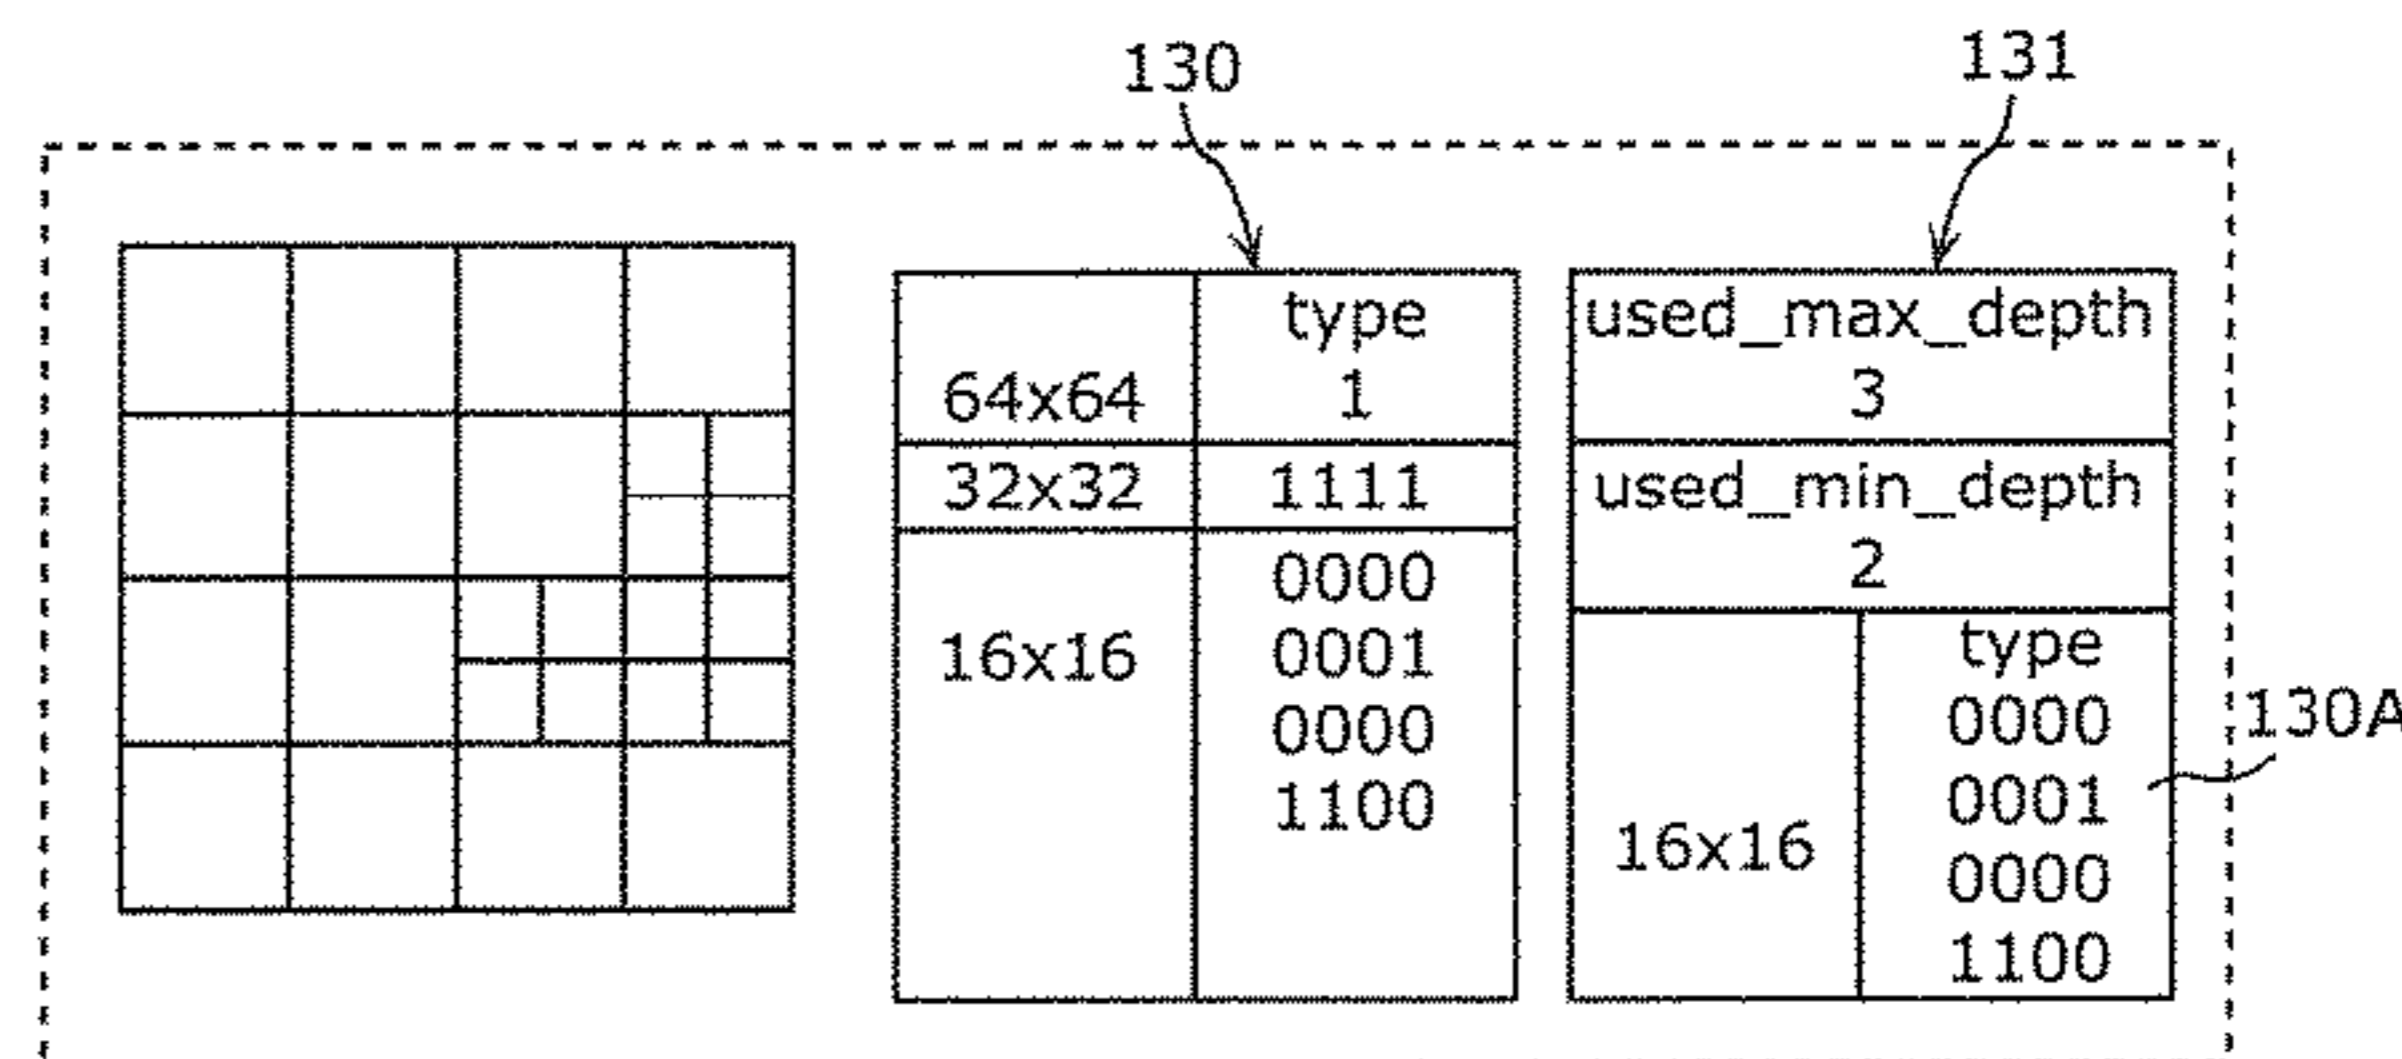 130
131
type
64x64 1
32x32 1111
0000
16x16 0001
0000
1100
used_max_depth
3
used_min_depth
2
type
0000
0001
16x16
0000
1100
130A